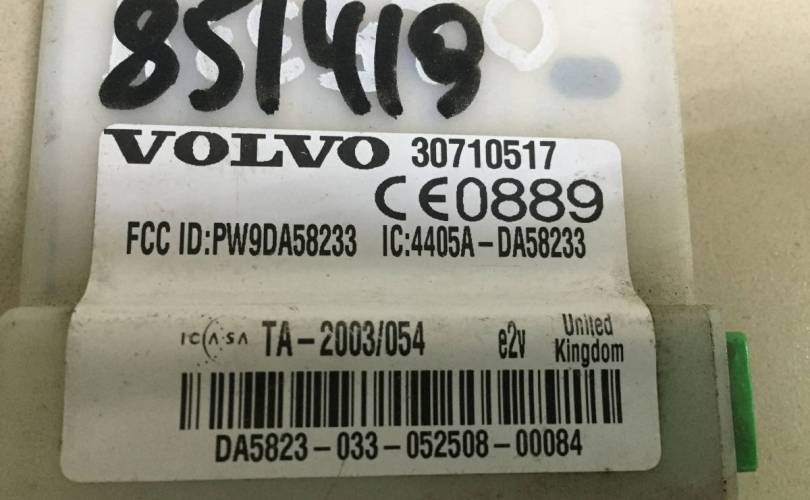 851419
VOLVO 30710517
CE0889
FCC ID:PW9DA58233 IC:4405A-DA58233
ICASA TA-2003/054 e2v United Kingdom
DA5823-033-052508-00084